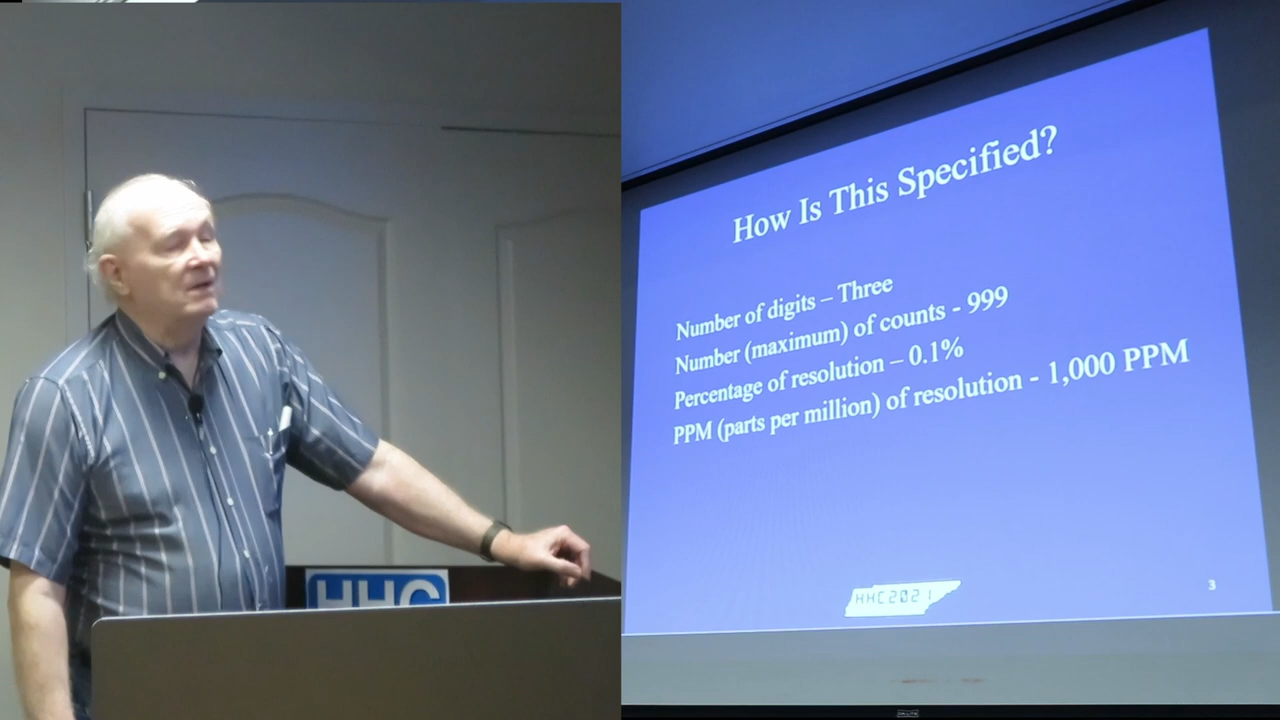 HHC
How Is This Specified?
Number of digits – Three
Number (maximum) of counts - 999
Percentage of resolution – 0.1%
PPM (parts per million) of resolution - 1,000 PPM
HHC2021
3